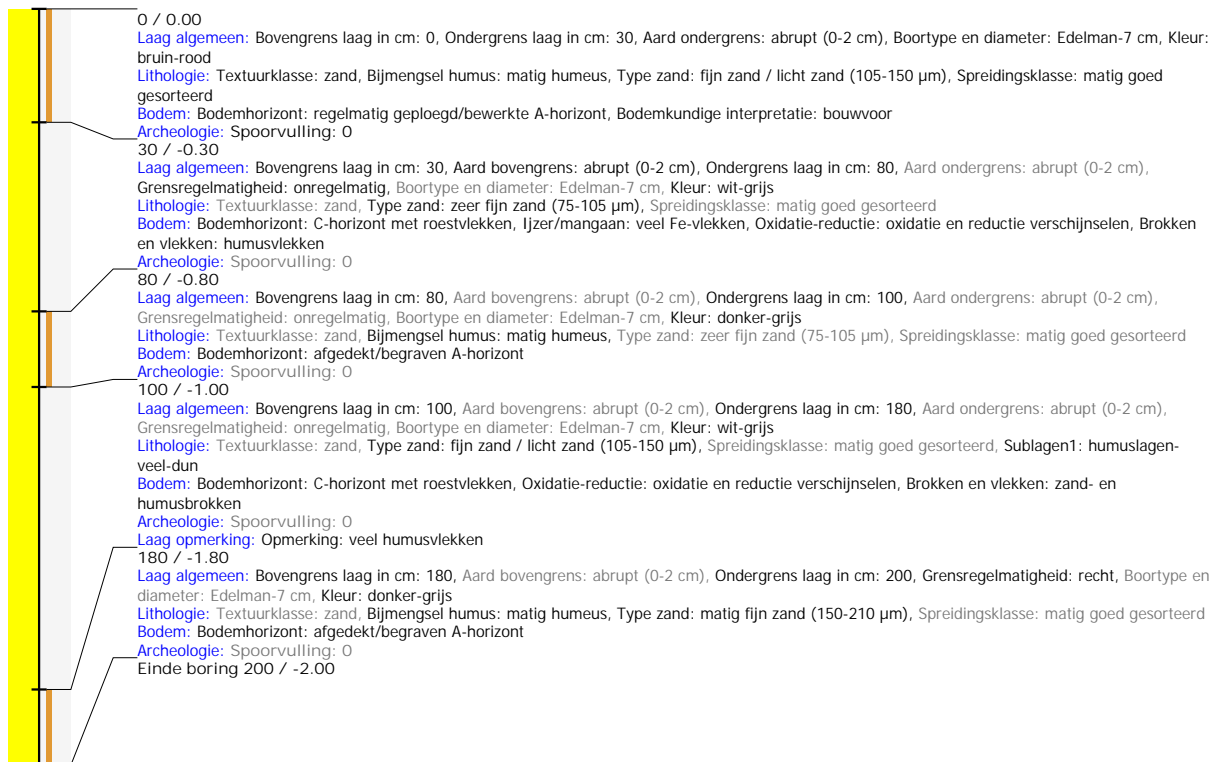 0 / 0.00
Laag algemeen: Bovengrens laag in cm: 0, Ondergrens laag in cm: 30, Aard ondergrens: abrupt (0-2 cm), Boortype en diameter: Edelman-7 cm, Kleur:
bruin-rood
Lithologie: Textuurklasse: zand, Bijmengsel humus: matig humeus, Type zand: fijn zand / licht zand (105-150 µm), Spreidingsklasse: matig goed
gesorteerd
Bodem: Bodemhorizont: regelmatig geploegd/bewerkte A-horizont, Bodemkundige interpretatie: bouwvoor
Archeologie: Spoorvulling: 0
30 / -0.30
Laag algemeen: Bovengrens laag in cm: 30, Aard bovengrens: abrupt (0-2 cm), Ondergrens laag in cm: 80, Aard ondergrens: abrupt (0-2 cm),
Grensregelmatigheid: onregelmatig, Boortype en diameter: Edelman-7 cm, Kleur: wit-grijs
Lithologie: Textuurklasse: zand, Type zand: zeer fijn zand (75-105 µm), Spreidingsklasse: matig goed gesorteerd
Bodem: Bodemhorizont: C-horizont met roestvlekken, Ijzer/mangaan: veel Fe-vlekken, Oxidatie-reductie: oxidatie en reductie verschijnselen, Brokken
en vlekken: humusvlekken
Archeologie: Spoorvulling: 0
80 / -0.80
Laag algemeen: Bovengrens laag in cm: 80, Aard bovengrens: abrupt (0-2 cm), Ondergrens laag in cm: 100, Aard ondergrens: abrupt (0-2 cm),
Grensregelmatigheid: onregelmatig, Boortype en diameter: Edelman-7 cm, Kleur: donker-grijs
Lithologie: Textuurklasse: zand, Bijmengsel humus: matig humeus, Type zand: zeer fijn zand (75-105 µm), Spreidingsklasse: matig goed gesorteerd
Bodem: Bodemhorizont: afgedekt/begraven A-horizont
Archeologie: Spoorvulling: 0
100 / -1.00
Laag algemeen: Bovengrens laag in cm: 100, Aard bovengrens: abrupt (0-2 cm), Ondergrens laag in cm: 180, Aard ondergrens: abrupt (0-2 cm),
Grensregelmatigheid: onregelmatig, Boortype en diameter: Edelman-7 cm, Kleur: wit-grijs
Lithologie: Textuurklasse: zand, Type zand: fijn zand / licht zand (105-150 µm), Spreidingsklasse: matig goed gesorteerd, Sublagen1: humuslagen-
veel-dun
Bodem: Bodemhorizont: C-horizont met roestvlekken, Oxidatie-reductie: oxidatie en reductie verschijnselen, Brokken en vlekken: zand- en
humusbrokken
Archeologie: Spoorvulling: 0
Laag opmerking: Opmerking: veel humusvlekken
180 / -1.80
Laag algemeen: Bovengrens laag in cm: 180, Aard bovengrens: abrupt (0-2 cm), Ondergrens laag in cm: 200, Grensregelmatigheid: recht, Boortype en
diameter: Edelman-7 cm, Kleur: donker-grijs
Lithologie: Textuurklasse: zand, Bijmengsel humus: matig humeus, Type zand: matig fijn zand (150-210 µm), Spreidingsklasse: matig goed gesorteerd
Bodem: Bodemhorizont: afgedekt/begraven A-horizont
Archeologie: Spoorvulling: 0
Einde boring 200 / -2.00